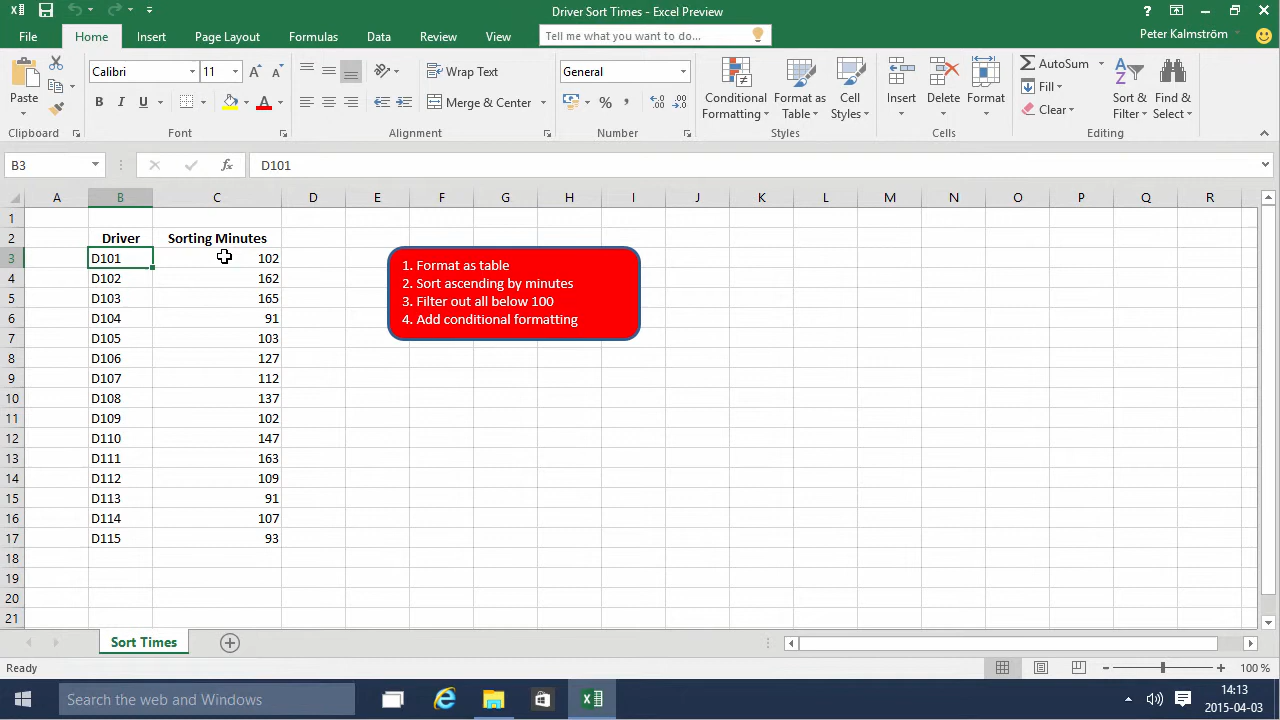 Driver Sort Times - Excel Preview
?
File Home Insert Page Layout Formulas Data Review View Tell me what you want to do... Peter Kalmström
Paste
Calibri 11 A A
B I U A
Wrap Text
Merge & Center
General
% ,
Conditional Formatting
Format as Table
Cell Styles
Insert
Delete
Format
AutoSum
Fill
Clear
Sort & Filter
Find & Select
Clipboard Font Alignment Number Styles Cells Editing
B3 fx D101
A B C D E F G H I J K L M N O P Q R
1
2 Driver Sorting Minutes
3 D101 102
4 D102 162
5 D103 165
6 D104 91
7 D105 103
8 D106 127
9 D107 112
10 D108 137
11 D109 102
12 D110 147
13 D111 163
14 D112 109
15 D113 91
16 D114 107
17 D115 93
18
19
20
21
1. Format as table
2. Sort ascending by minutes
3. Filter out all below 100
4. Add conditional formatting
Sort Times
Ready 100 %
Search the web and Windows
14:13
2015-04-03